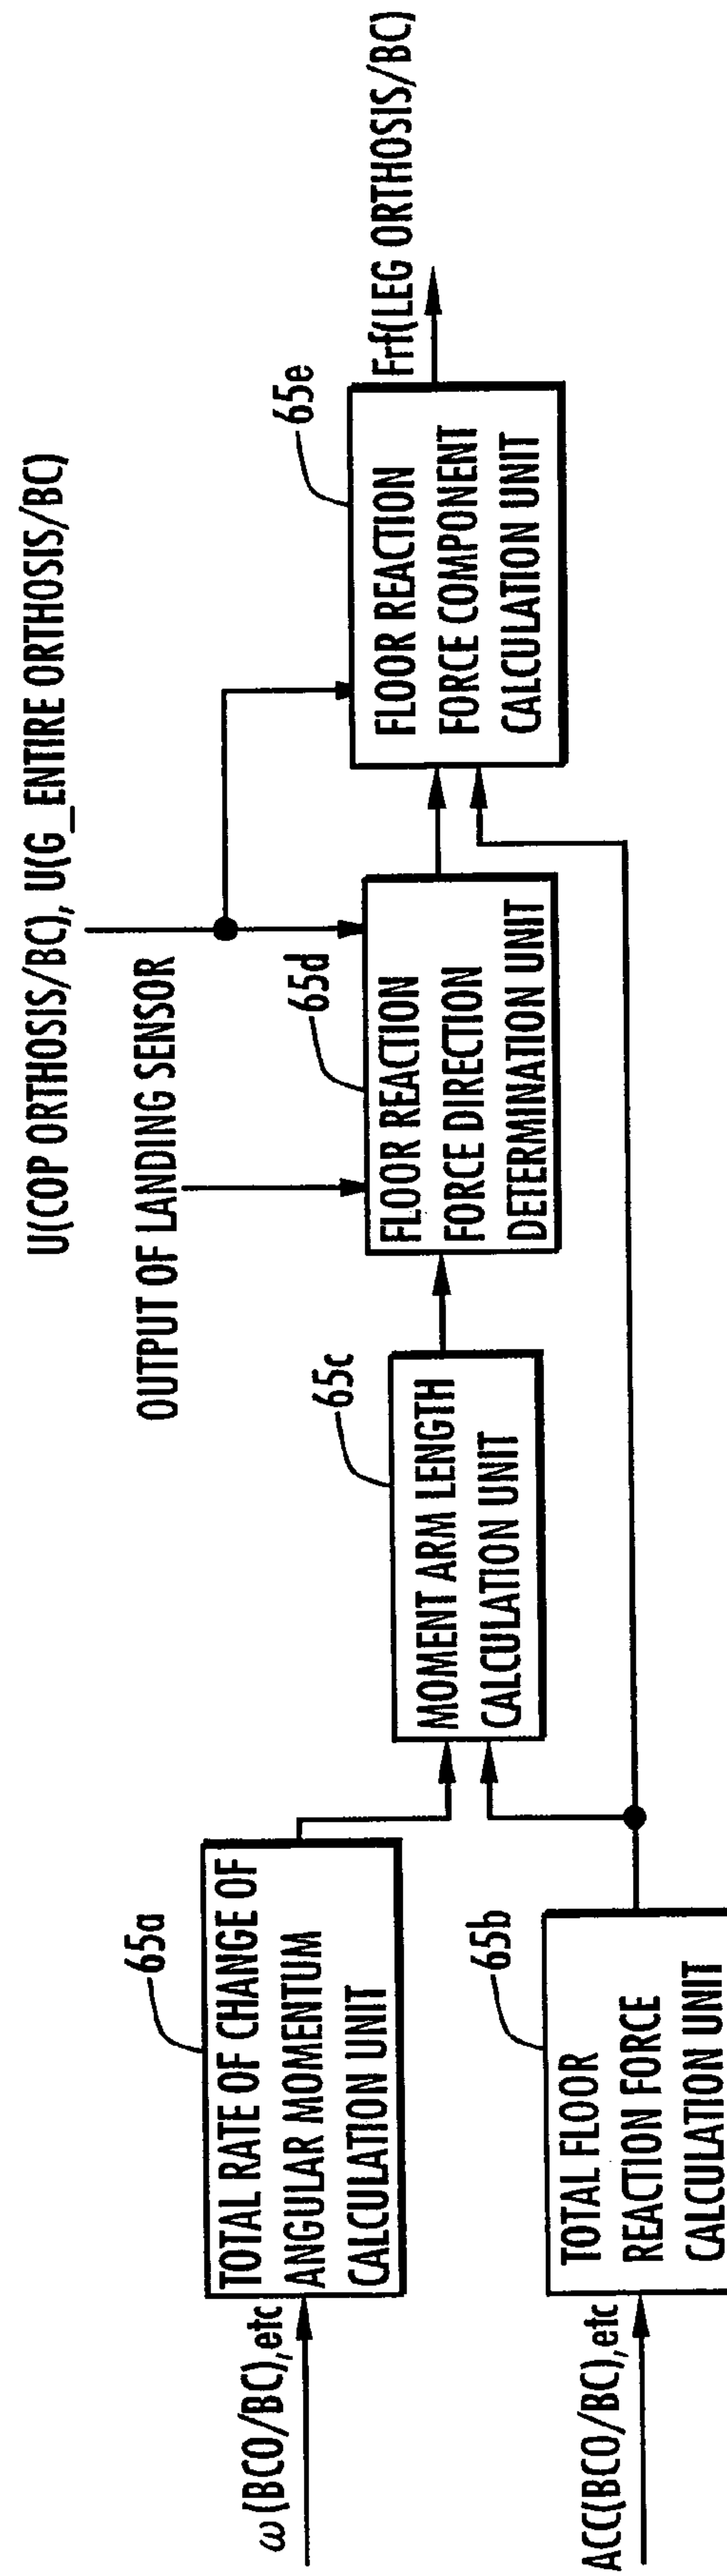 U(COP ORTHOSIS/BC), U(G_ENTIRE ORTHOSIS/BC)
OUTPUT OF LANDING SENSOR
ω(BCO/BC),etc
65a
TOTAL RATE OF CHANGE OF
ANGULAR MOMENTUM
CALCULATION UNIT
ACC(BCO/BC),etc
65b
TOTAL FLOOR
REACTION FORCE
CALCULATION UNIT
65c
MOMENT ARM LENGTH
CALCULATION UNIT
65d
FLOOR REACTION
FORCE DIRECTION
DETERMINATION UNIT
65e
FLOOR REACTION
FORCE COMPONENT
CALCULATION UNIT
Frf(LEG ORTHOSIS/BC)